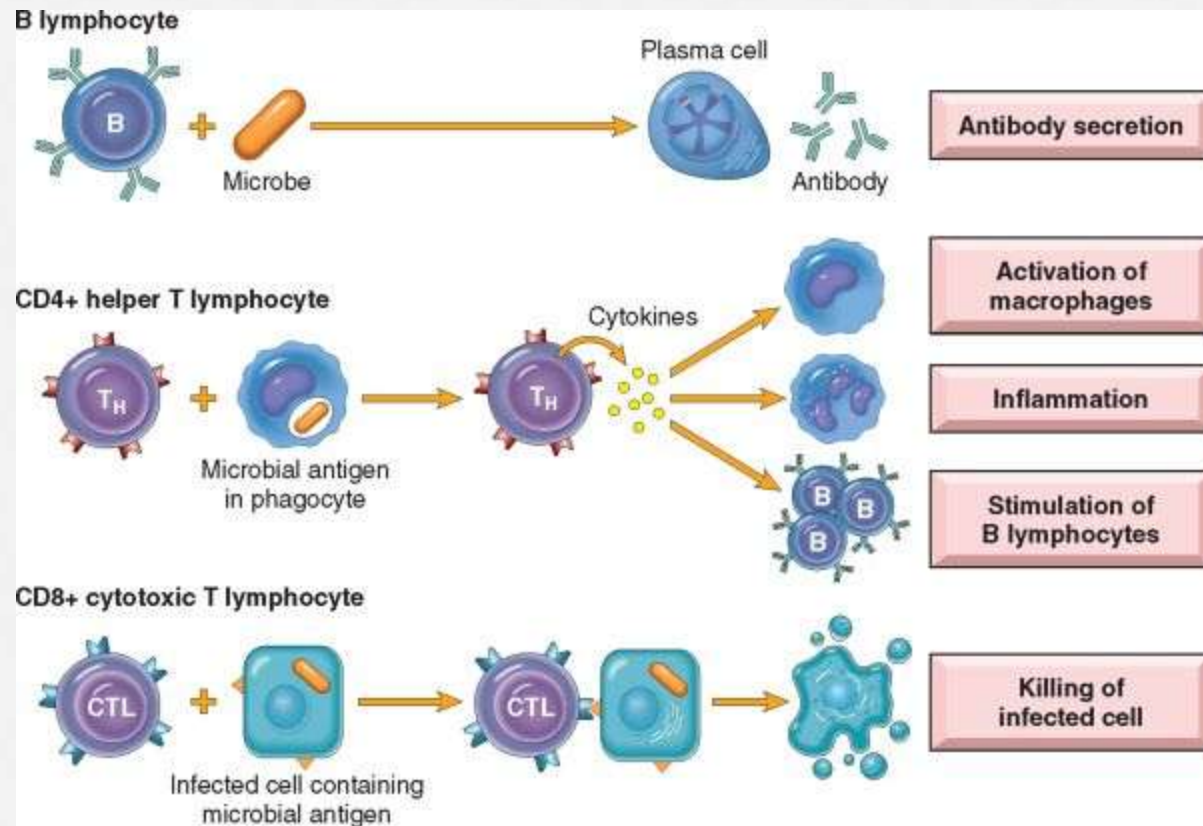 B lymphocyte
B
+
Microbe
Plasma cell
Antibody
Antibody secretion
CD4+ helper T lymphocyte
TH
+
Microbial antigen
in phagocyte
TH
Cytokines
B
B
B
Activation of
macrophages
Inflammation
Stimulation of
B lymphocytes
CD8+ cytotoxic T lymphocyte
CTL
+
Infected cell containing
microbial antigen
CTL
Killing of
infected cell